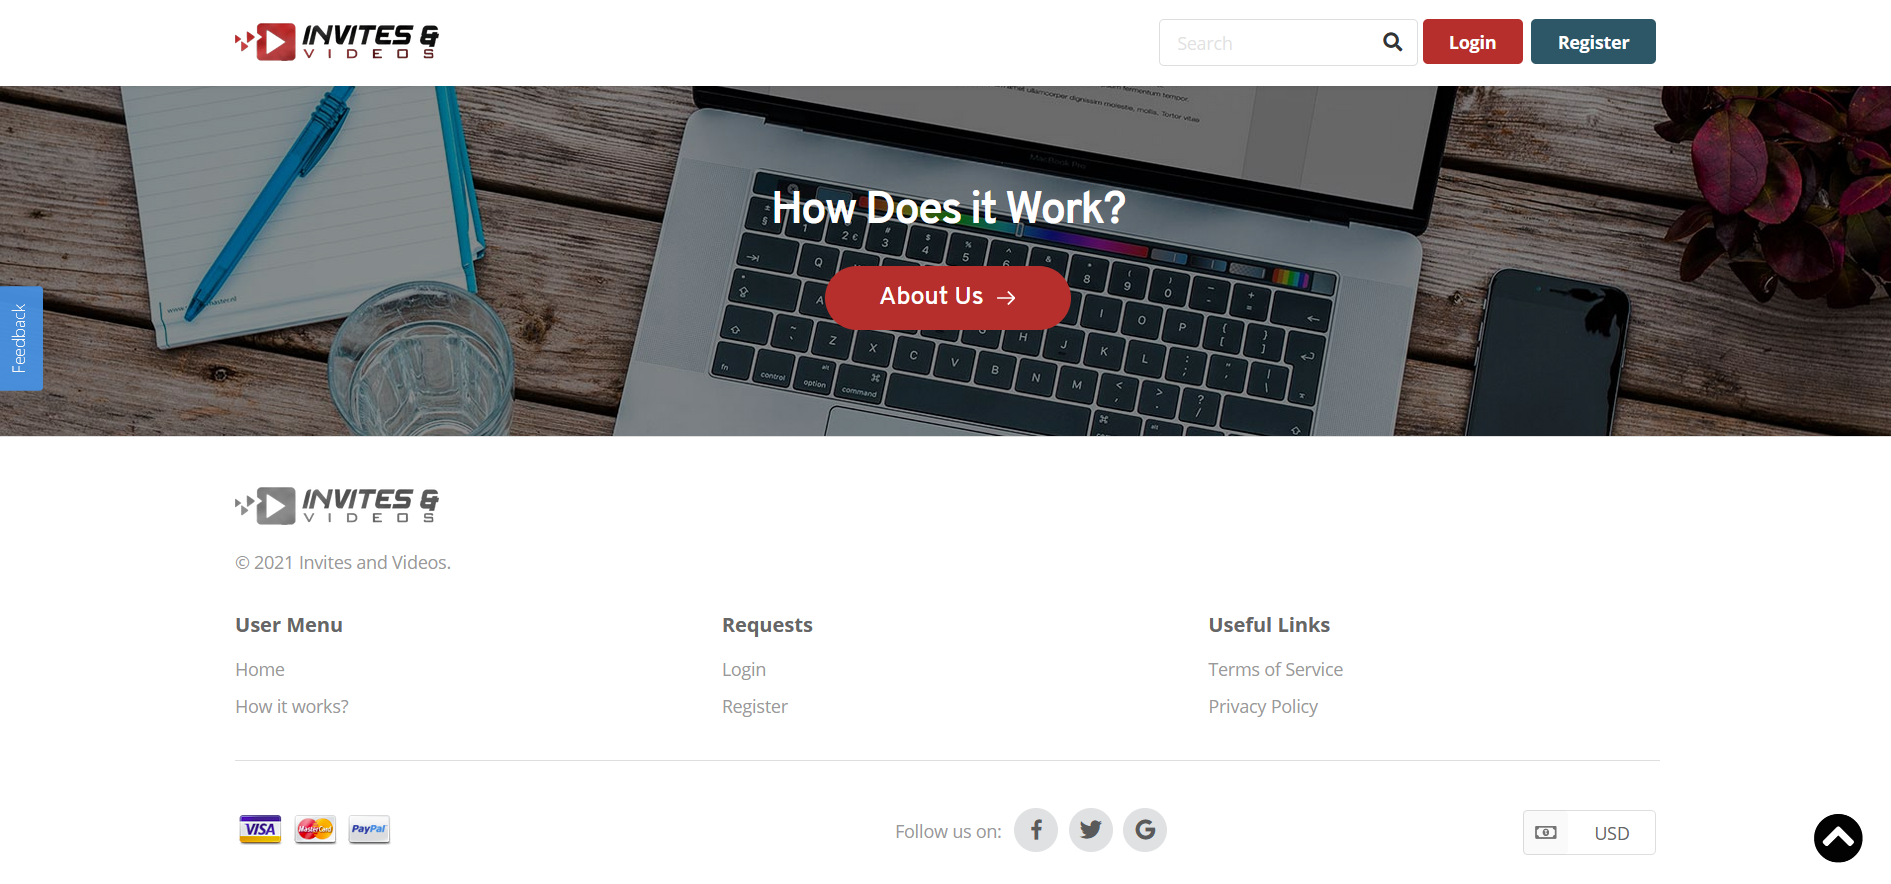 INVITES &
VIDEOS
Search
Login
Register
How Does it Work?
About Us
Feedback
MacBook Pro
INVITES &
VIDEOS
© 2021 Invites and Videos.
User Menu
Requests
Useful Links
Home
Login
Terms of Service
How it works?
Register
Privacy Policy
VISA
MasterCard
PayPal
Follow us on:
USD